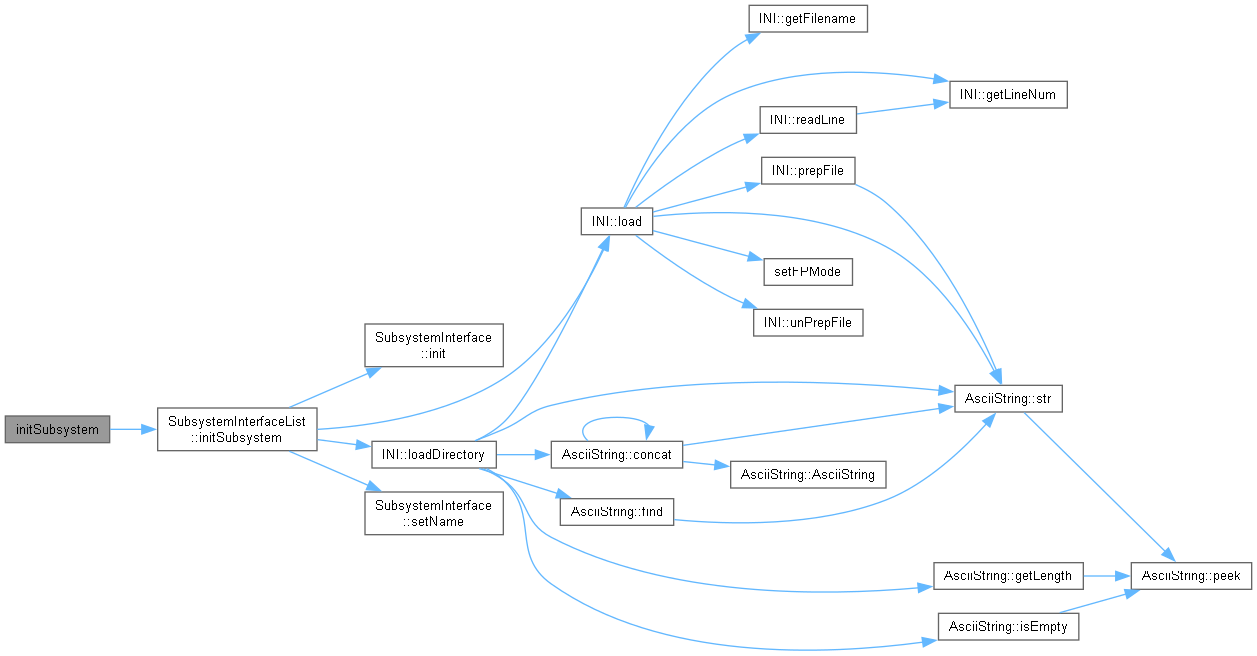 INI::getFilename
INI::getLineNum
INI::readLine
INI::prepFile
INI::load
setFPMode
INI::unPrepFile
SubsystemInterface
::init
AsciiString::str
SubsystemInterfaceList
::initSubsystem
initSubsystem
INI::loadDirectory
AsciiString::concat
AsciiString::AsciiString
SubsystemInterface
::setName
AsciiString::find
AsciiString::getLength
AsciiString::peek
AsciiString::isEmpty